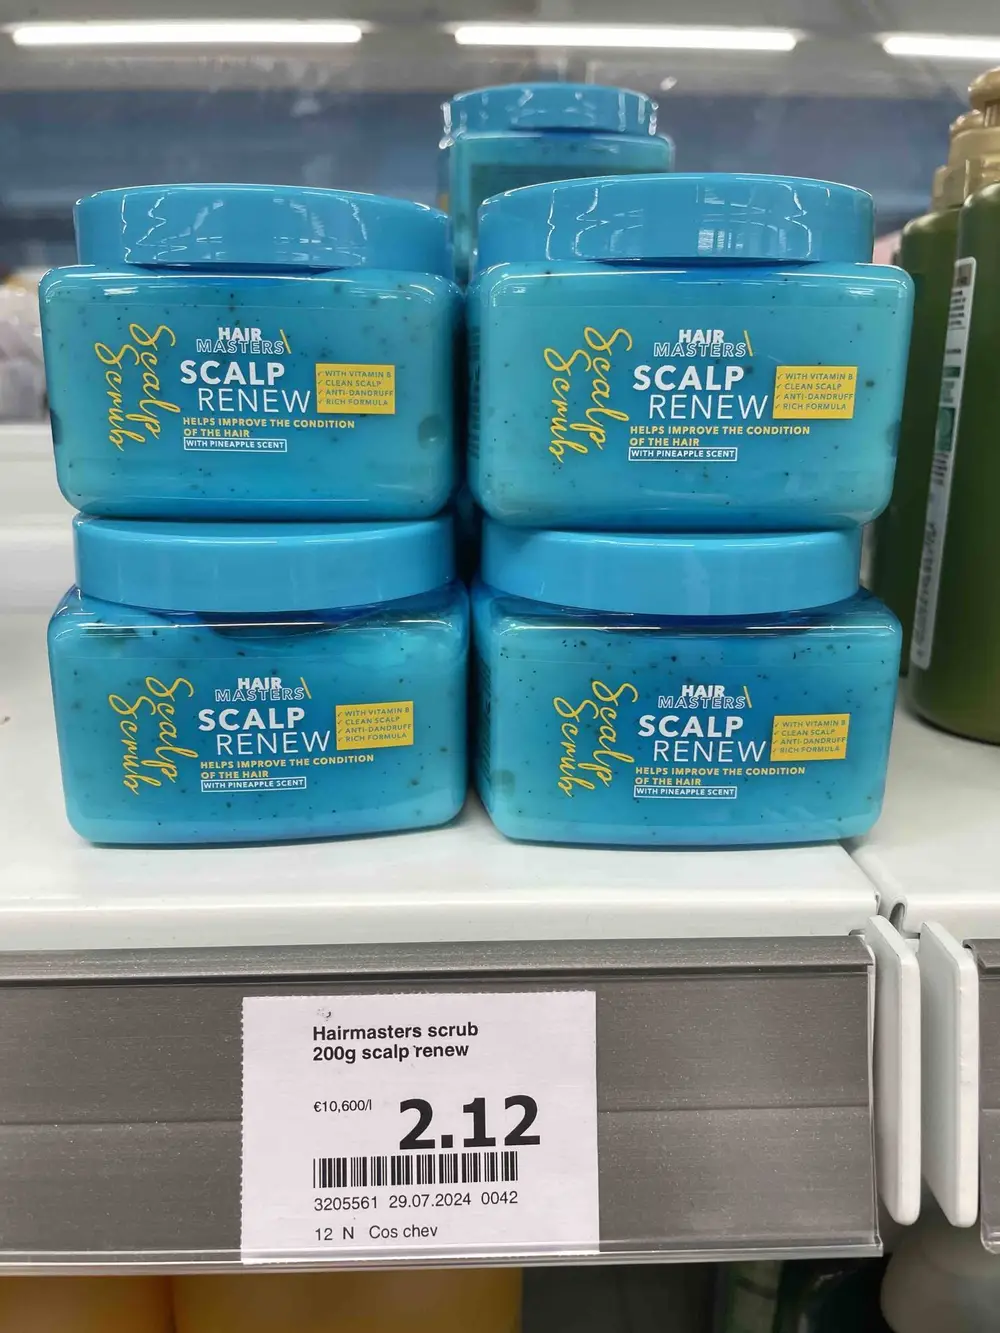 HAIR
MASTERS
SCALP
RENEW
Scalp
Scrub
WITH VITAMIN B
CLEAN SCALP
ANTI-DANDRUFF
RICH FORMULA
HELPS IMPROVE THE CONDITION
OF THE HAIR
WITH PINEAPPLE SCENT
HAIR
MASTERS
SCALP
RENEW
Scalp
Scrub
WITH VITAMIN B
CLEAN SCALP
ANTI-DANDRUFF
RICH FORMULA
HELPS IMPROVE THE CONDITION
OF THE HAIR
WITH PINEAPPLE SCENT
HAIR
MASTERS
SCALP
RENEW
Scalp
Scrub
WITH VITAMIN B
CLEAN SCALP
ANTI-DANDRUFF
RICH FORMULA
HELPS IMPROVE THE CONDITION
OF THE HAIR
WITH PINEAPPLE SCENT
HAIR
MASTERS
SCALP
RENEW
Scalp
Scrub
WITH VITAMIN B
CLEAN SCALP
ANTI-DANDRUFF
RICH FORMULA
HELPS IMPROVE THE CONDITION
OF THE HAIR
WITH PINEAPPLE SCENT
Hairmasters scrub
200g scalp renew
€10,600/l 2.12
3205561 29.07.2024 0042
12 N Cos chev